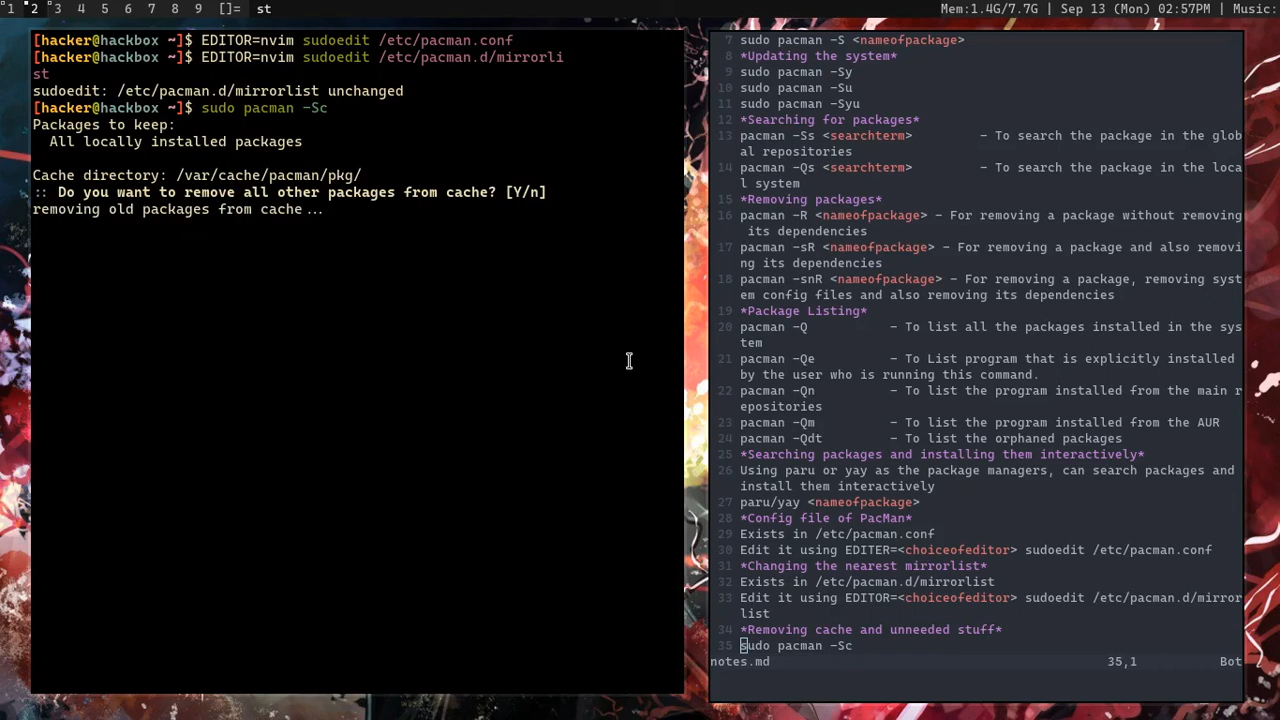 1 2 3 4 5 6 7 8 9 []= st Mem:1.4G/7.7G | Sep 13 (Mon) 02:57PM | Music:
[hacker@hackbox ~]$ EDITOR=nvim sudoedit /etc/pacman.conf
[hacker@hackbox ~]$ EDITOR=nvim sudoedit /etc/pacman.d/mirrorli
st
sudoedit: /etc/pacman.d/mirrorlist unchanged
[hacker@hackbox ~]$ sudo pacman -Sc
Packages to keep:
  All locally installed packages
Cache directory: /var/cache/pacman/pkg/
:: Do you want to remove all other packages from cache? [Y/n]
removing old packages from cache...
7 sudo pacman -S <nameofpackage>
8 *Updating the system*
9 sudo pacman -Sy
10 sudo pacman -Su
11 sudo pacman -Syu
12 *Searching for packages*
13 pacman -Ss <searchterm>         - To search the package in the glob
al repositories
14 pacman -Qs <searchterm>         - To search the package in the loca
l system
15 *Removing packages*
16 pacman -R <nameofpackage> - For removing a package without removing
 its dependencies
17 pacman -sR <nameofpackage> - For removing a package and also removi
ng its dependencies
18 pacman -snR <nameofpackage> - For removing a package, removing syst
em config files and also removing its dependencies
19 *Package Listing*
20 pacman -Q           - To list all the packages installed in the sys
tem
21 pacman -Qe          - To List program that is explicitly installed
by the user who is running this command.
22 pacman -Qn          - To list the program installed from the main r
epositories
23 pacman -Qm          - To list the program installed from the AUR
24 pacman -Qdt         - To list the orphaned packages
25 *Searching packages and installing them interactively*
26 Using paru or yay as the package managers, can search packages and
install them interactively
27 paru/yay <nameofpackage>
28 *Config file of PacMan*
29 Exists in /etc/pacman.conf
30 Edit it using EDITER=<choiceofeditor> sudoedit /etc/pacman.conf
31 *Changing the nearest mirrorlist*
32 Exists in /etc/pacman.d/mirrorlist
33 Edit it using EDITOR=<choiceofeditor> sudoedit /etc/pacman.d/mirror
list
34 *Removing cache and unneeded stuff*
35 sudo pacman -Sc
notes.md 35,1 Bot